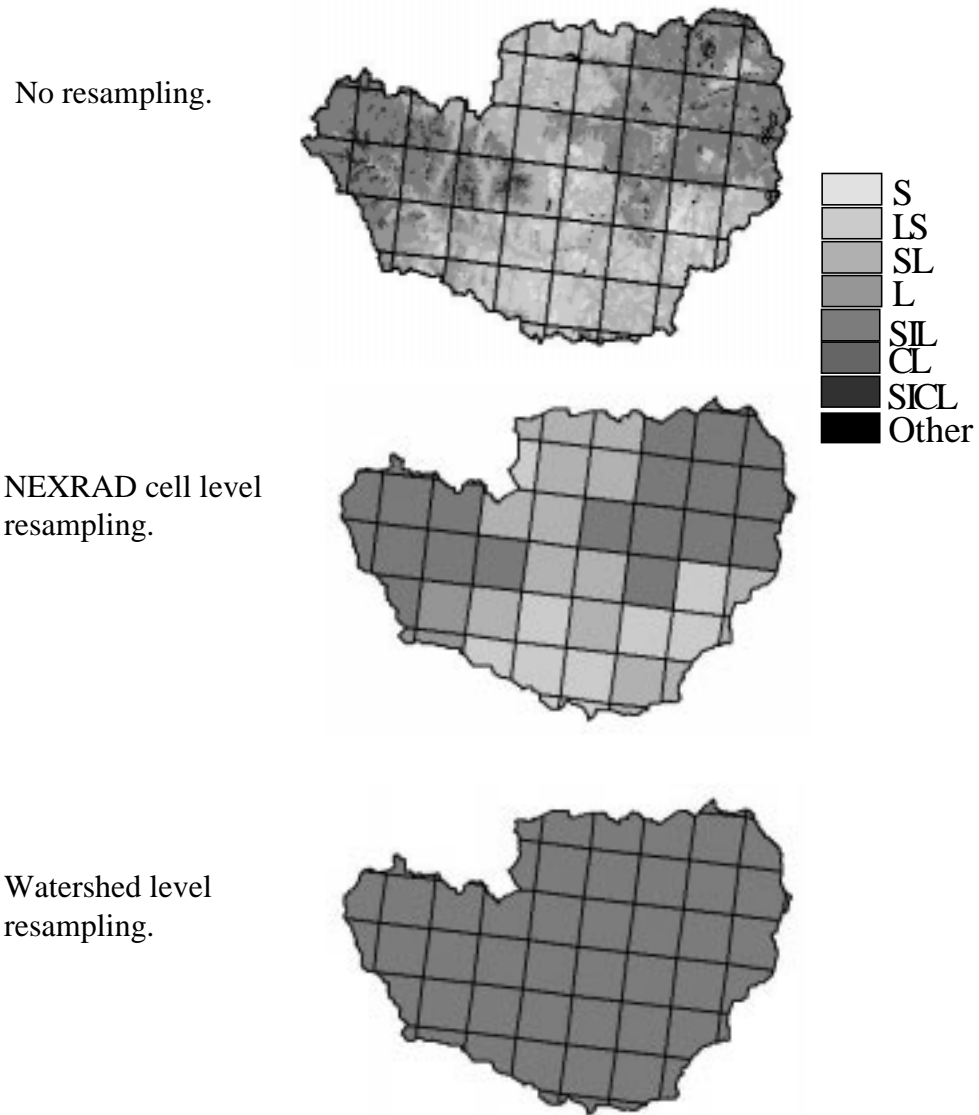 No resampling.
S
LS
SL
L
SIL
CL
SICL
Other
NEXRAD cell level
resampling.
Watershed level
resampling.